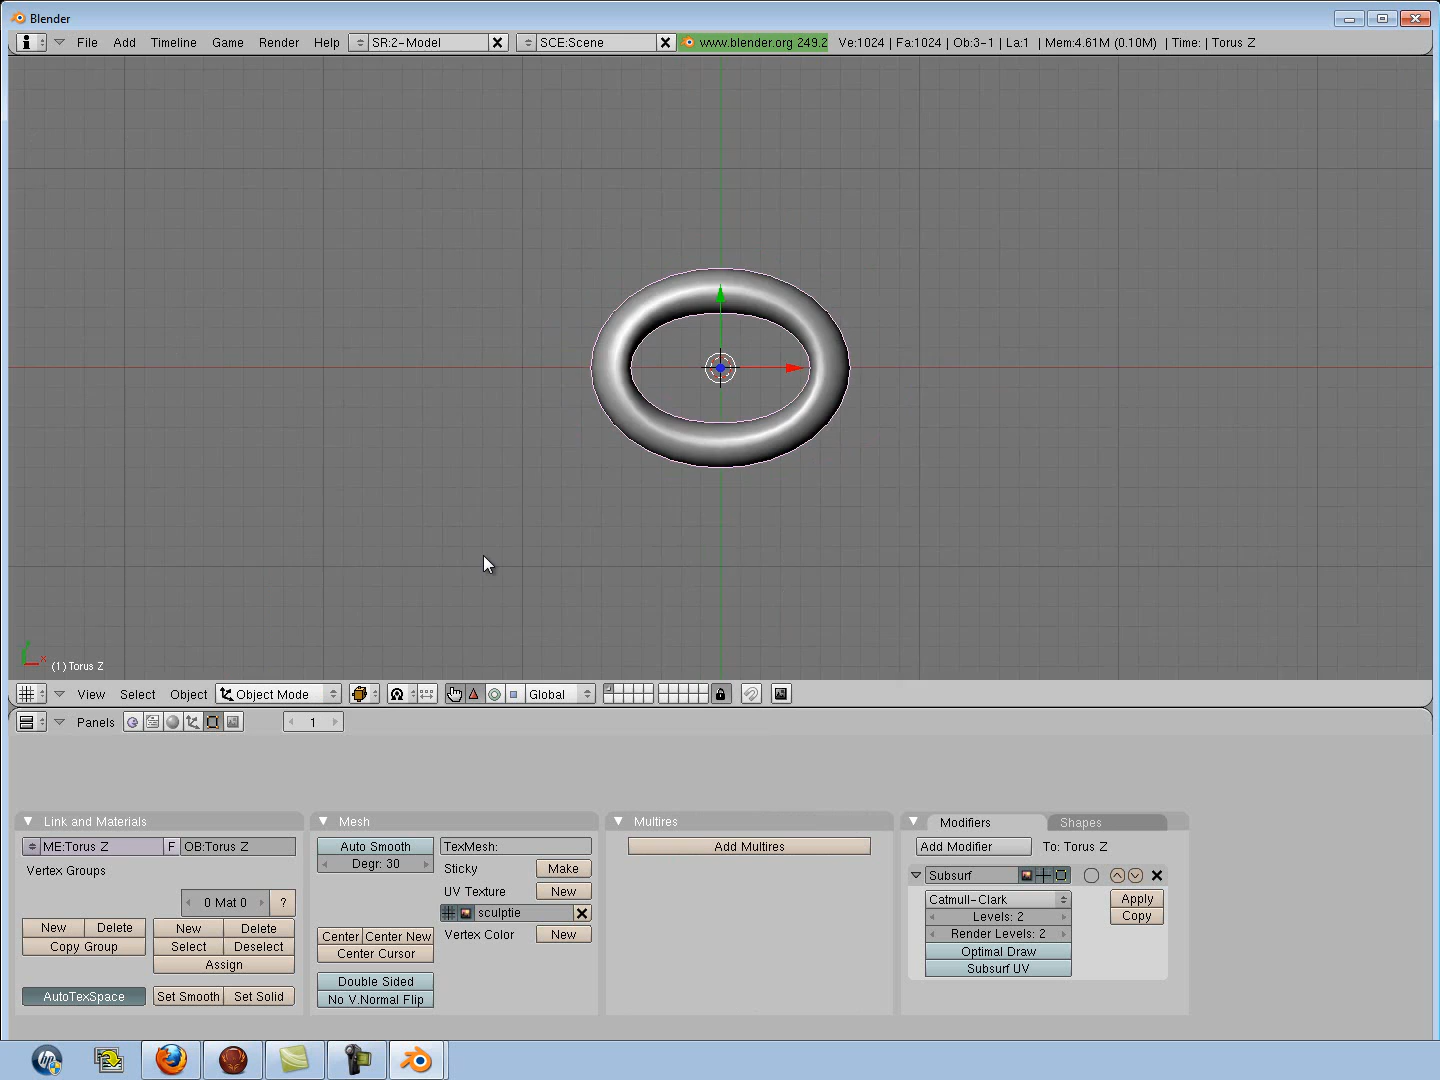 Blender
File Add Timeline Game Render Help SR:2-Model SCE:Scene www.blender.org 249.2 Ve:1024 | Fa:1024 | Ob:3-1 | La:1 | Mem:4.61M (0.10M) | Time: | Torus Z
x
(1) Torus Z
View Select Object Object Mode Global
Panels 1
Link and Materials
ME:Torus Z F OB:Torus Z
Vertex Groups
0 Mat 0 ?
New Delete New Delete
Copy Group Select Deselect
Assign
AutoTexSpace Set Smooth Set Solid
Mesh
Auto Smooth TexMesh:
Degr: 30 Sticky Make
UV Texture New
sculptie
Center Center New Vertex Color New
Center Cursor
Double Sided
No V.Normal Flip
Multires
Add Multires
Modifiers Shapes
Add Modifier To: Torus Z
Subsurf
Catmull-Clark Apply
Levels: 2 Copy
Render Levels: 2
Optimal Draw
Subsurf UV
hp